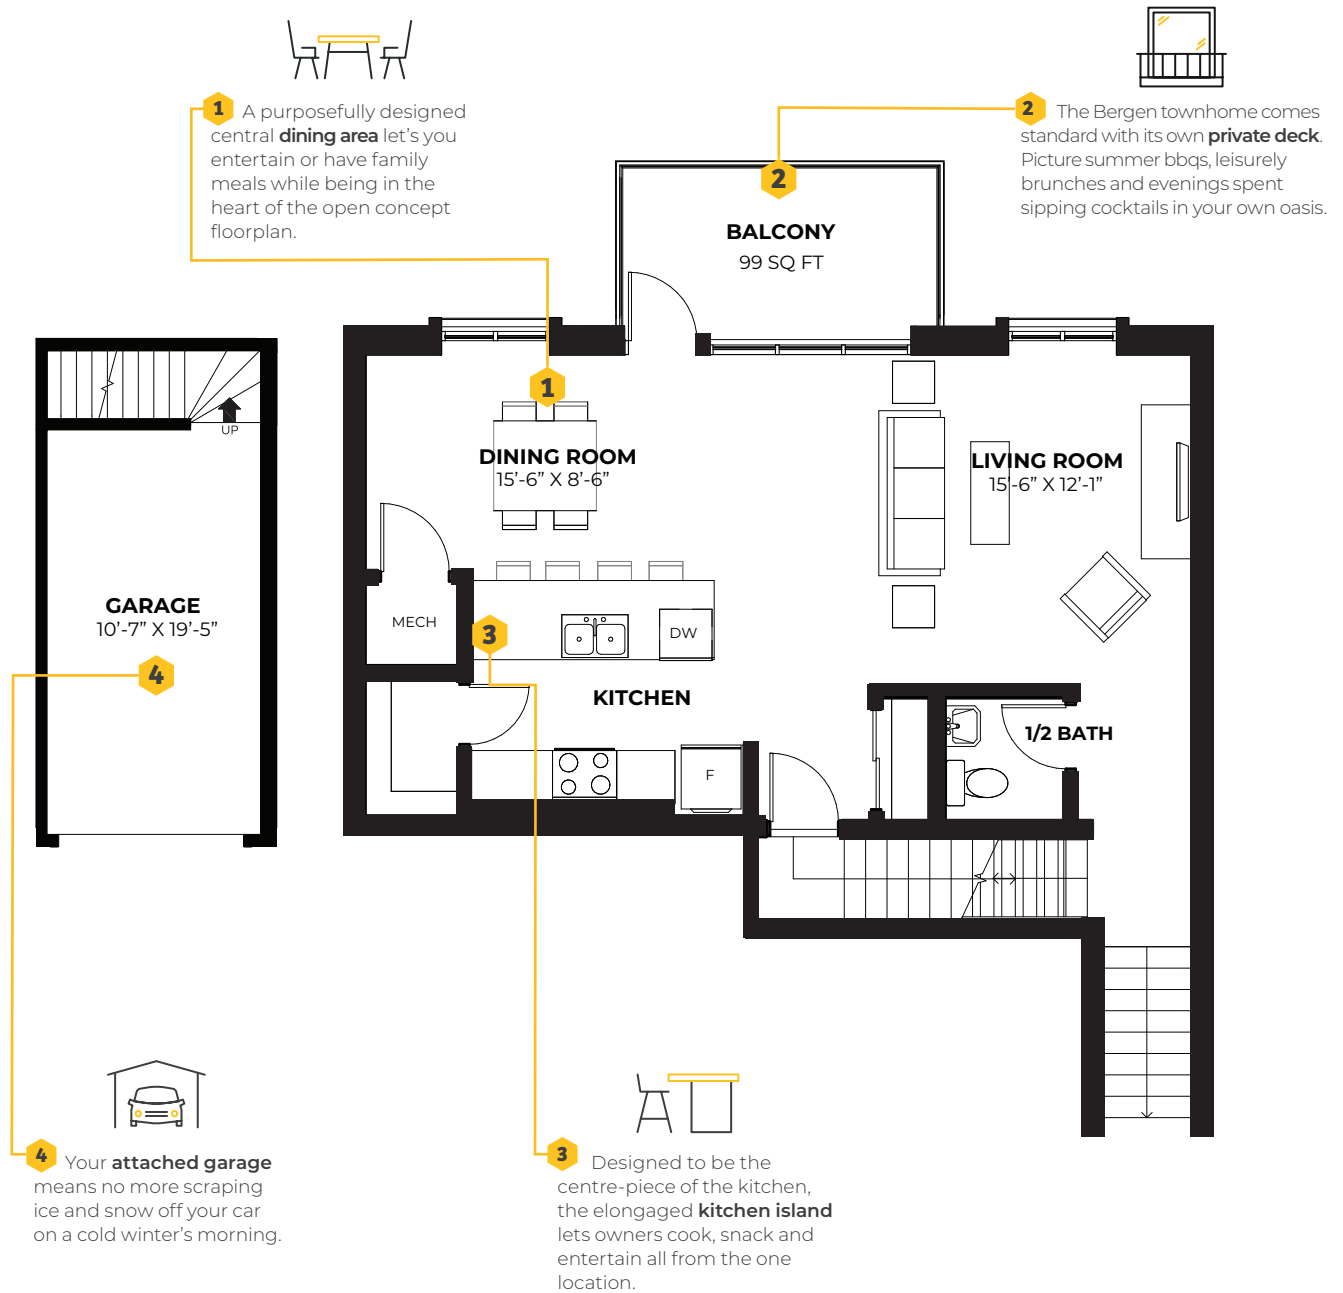 1 A purposefully designed
central dining area let's you
entertain or have family
meals while being in the
heart of the open concept
floorplan.
2 The Bergen townhome comes
standard with its own private deck.
Picture summer bbqs, leisurely
brunches and evenings spent
sipping cocktails in your own oasis.
2
BALCONY
99 SQ FT
1
DINING ROOM
15'-6” X 8'-6”
LIVING ROOM
15'-6” X 12'-1”
UP
GARAGE
10'-7” X 19'-5”
4
MECH
3
DW
KITCHEN
1/2 BATH
F
4 Your attached garage
means no more scraping
ice and snow off your car
on a cold winter's morning.
3 Designed to be the
centre-piece of the kitchen,
the elongaged kitchen island
lets owners cook, snack and
entertain all from the one
location.